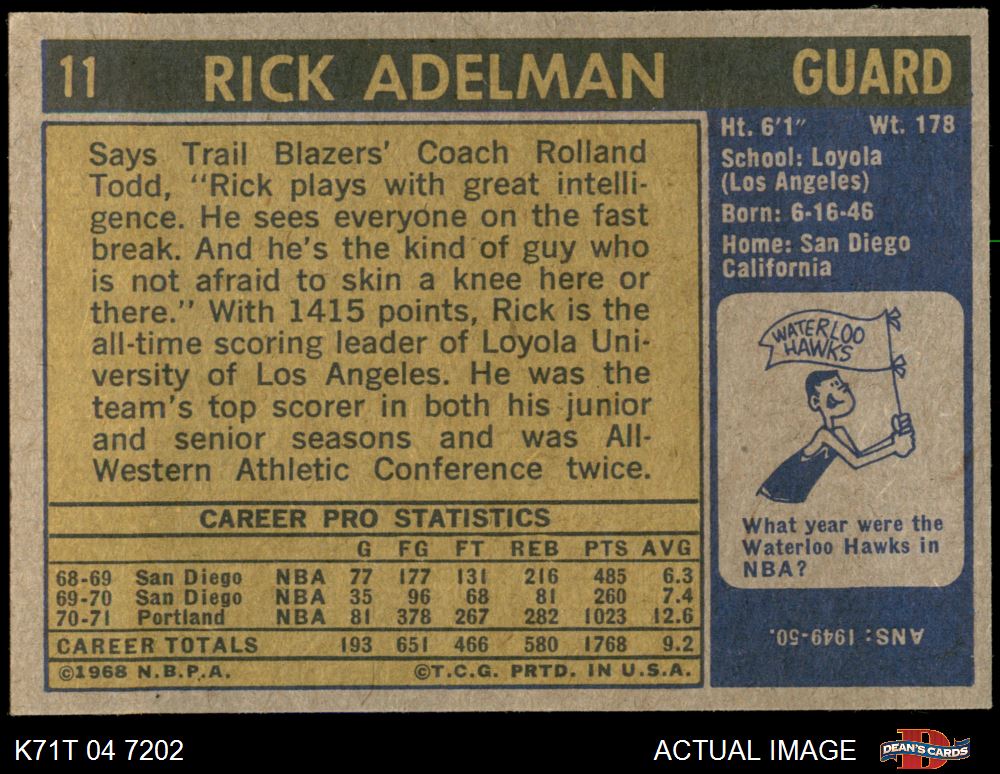 11 RICK ADELMAN GUARD
Says Trail Blazers' Coach Rolland
Todd, "Rick plays with great intelli-
gence. He sees everyone on the fast
break. And he's the kind of guy who
is not afraid to skin a knee here or
there." With 1415 points, Rick is the
all-time scoring leader of Loyola Uni-
versity of Los Angeles. He was the
team's top scorer in both his junior
and senior seasons and was All-
Western Athletic Conference twice.
CAREER PRO STATISTICS
G FG FT REB PTS AVG
68-69 San Diego NBA 77 177 131 216 485 6.3
69-70 San Diego NBA 35 96 68 81 260 7.4
70-71 Portland NBA 81 378 267 282 1023 12.6
CAREER TOTALS 193 651 466 580 1768 9.2
©1968 N.B.P.A. ©T.C.G. PRTD. IN U.S.A.
Ht. 6'1" Wt. 178
School: Loyola
(Los Angeles)
Born: 6-16-46
Home: San Diego
California
WATERLOO
HAWKS
What year were the
Waterloo Hawks in
NBA?
ANS: 1949-50.
K71T 04 7202 ACTUAL IMAGE DEAN'S CARDS